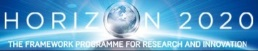 HORIZON 2020
THE FRAMEWORK PROGRAMME FOR RESEARCH AND INNOVATION